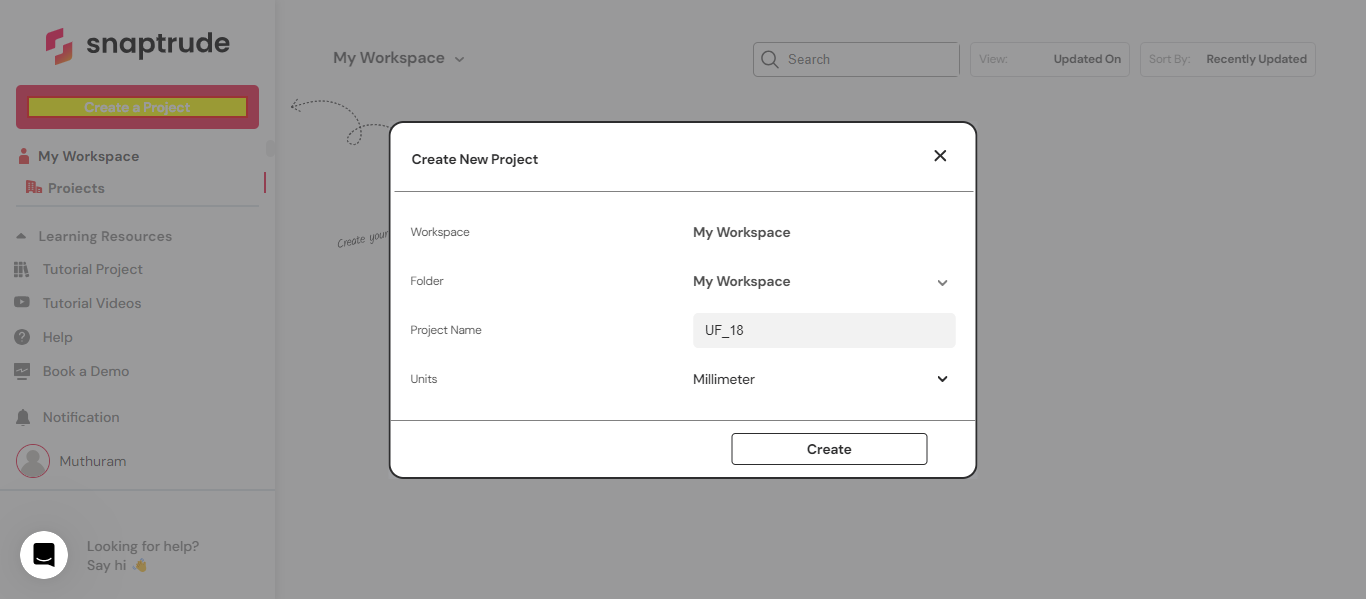 snaptrude
Create a Project
My Workspace
Projects
Learning Resources
Tutorial Project
Tutorial Videos
Help
Book a Demo
Notification
Muthuram
Looking for help?
Say hi 👋
My Workspace
Search
View: Updated On
Sort By: Recently Updated
Create your
Create New Project
Workspace My Workspace
Folder My Workspace
Project Name UF_18
Units Millimeter
Create